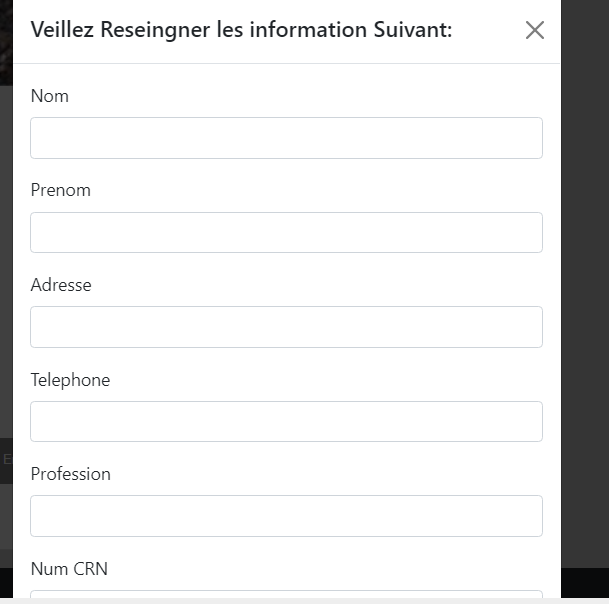 Veillez Reseingner les information Suivant:
Nom
Prenom
Adresse
Telephone
Profession
Num CRN